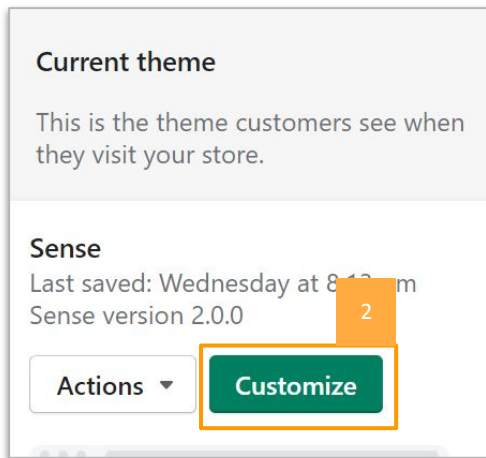 Current theme
This is the theme customers see when
they visit your store.
Sense
Last saved: Wednesday at 8 m
Sense version 2.0.0
2
Actions
Customize